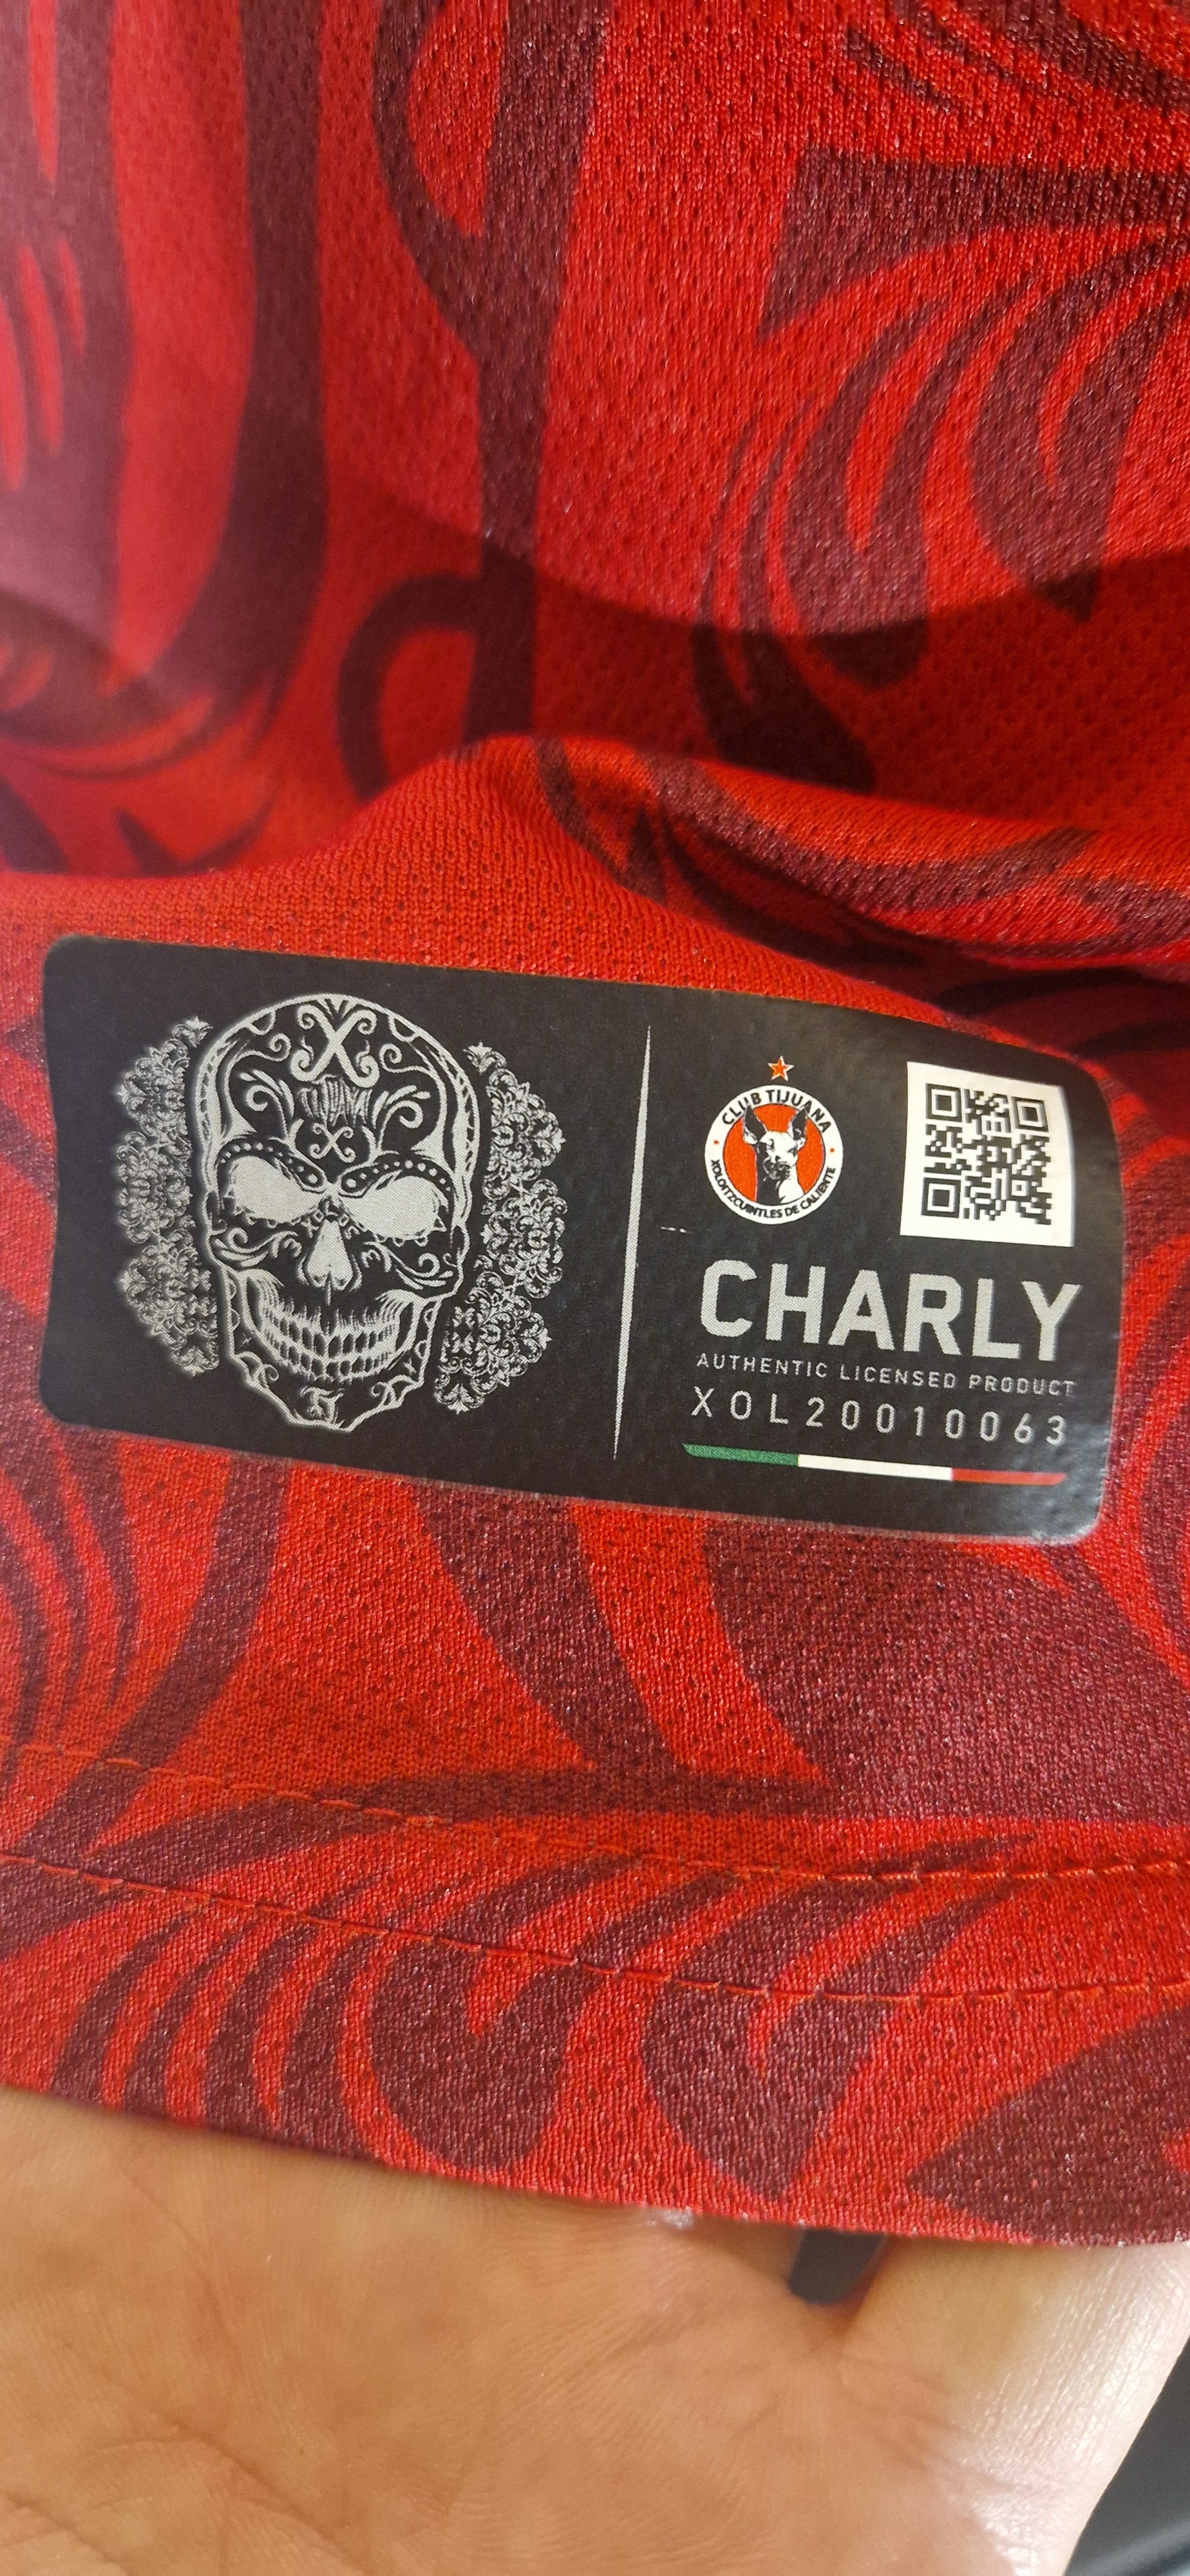 X
X
CLUB TIJUANA
XOLOITZCUINTLES DE CALIENTE
CHARLY
AUTHENTIC LICENSED PRODUCT
XOL20010063